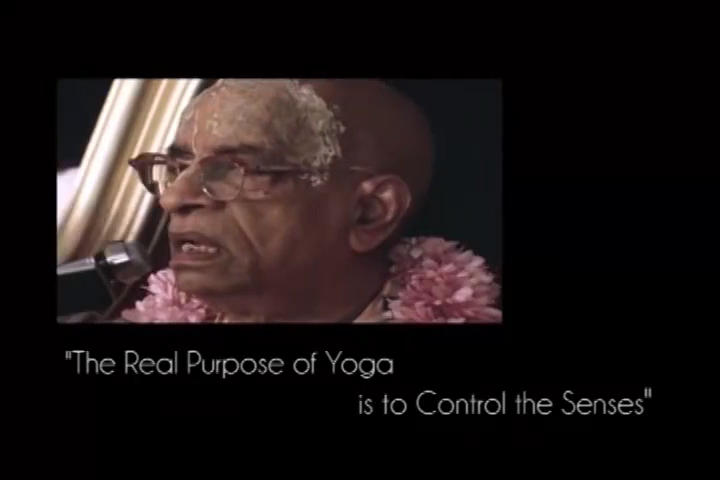 "The Real Purpose of Yoga
is to Control the Senses"